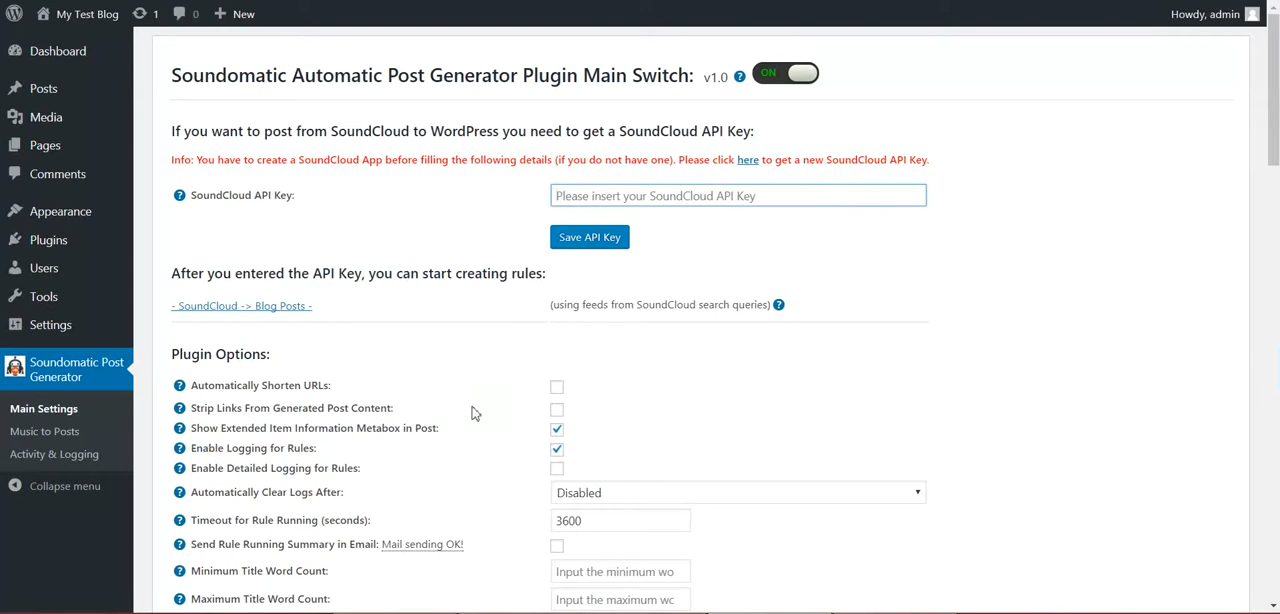 My Test Blog 1 0 New Howdy, admin
Dashboard
Posts
Media
Pages
Comments
Appearance
Plugins
Users
Tools
Settings
Soundomatic Post
Generator
Main Settings
Music to Posts
Activity & Logging
Collapse menu
Soundomatic Automatic Post Generator Plugin Main Switch: v1.0 ? ON
If you want to post from SoundCloud to WordPress you need to get a SoundCloud API Key:
Info: You have to create a SoundCloud App before filling the following details (if you do not have one). Please click here to get a new SoundCloud API Key.
? SoundCloud API Key: Please insert your SoundCloud API Key
Save API Key
After you entered the API Key, you can start creating rules:
- SoundCloud -> Blog Posts - (using feeds from SoundCloud search queries) ?
Plugin Options:
? Automatically Shorten URLs:
? Strip Links From Generated Post Content:
? Show Extended Item Information Metabox in Post:
? Enable Logging for Rules:
? Enable Detailed Logging for Rules:
? Automatically Clear Logs After: Disabled
? Timeout for Rule Running (seconds): 3600
? Send Rule Running Summary in Email: Mail sending OK!
? Minimum Title Word Count: Input the minimum wo
? Maximum Title Word Count: Input the maximum wc